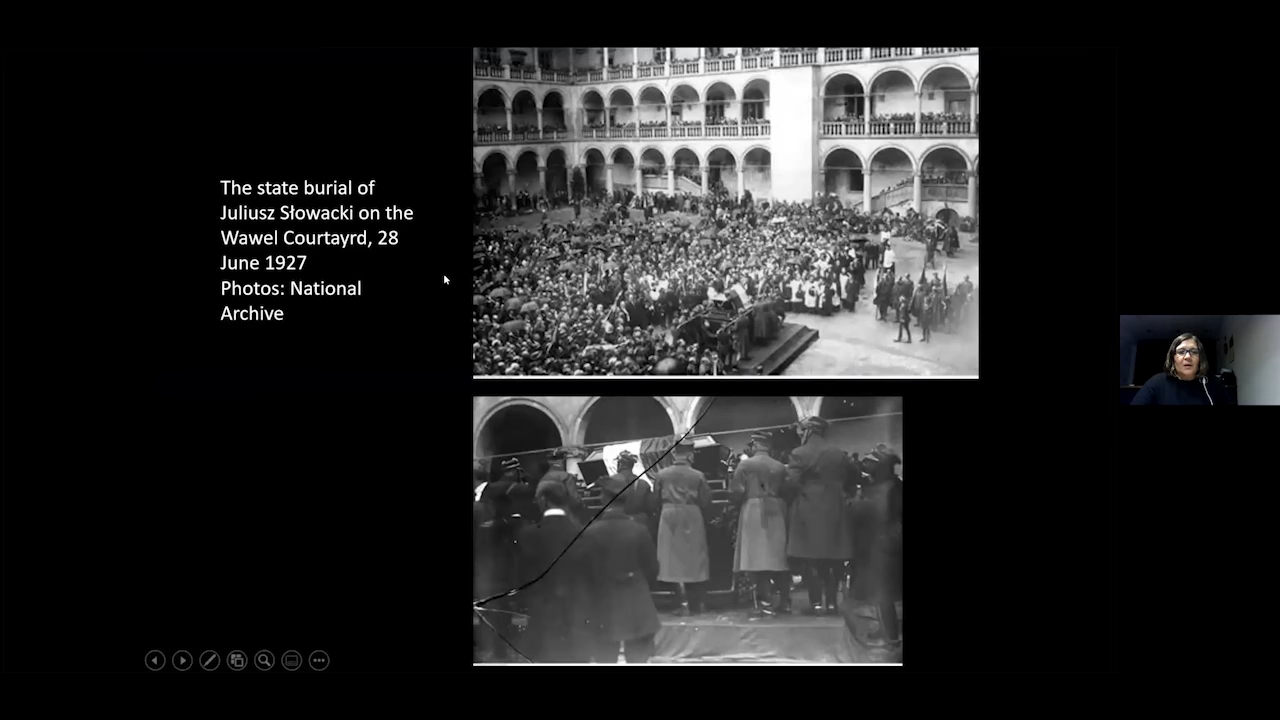 The state burial of
Juliusz Słowacki on the
Wawel Courtayrd, 28
June 1927
Photos: National
Archive